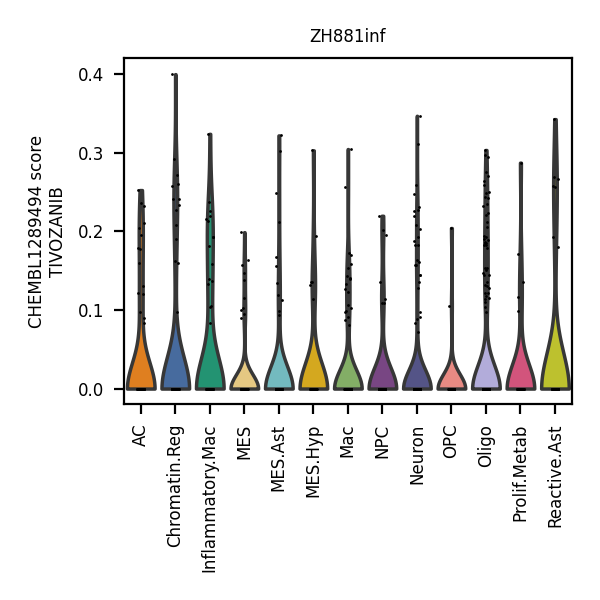 ZH881inf
CHEMBL1289494 score
TIVOZANIB
0.4
0.3
0.2
0.1
0.0
AC
Chromatin.Reg
Inflammatory.Mac
MES
MES.Ast
MES.Hyp
Mac
NPC
Neuron
OPC
Oligo
Prolif.Metab
Reactive.Ast